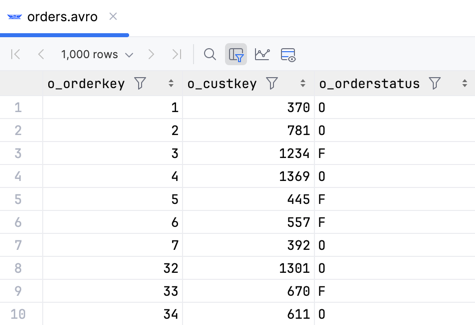 orders.avro
1,000 rows
o_orderkey o_custkey o_orderstatus
1 1 370 O
2 2 781 O
3 3 1234 F
4 4 1369 O
5 5 445 F
6 6 557 F
7 7 392 O
8 32 1301 O
9 33 670 F
10 34 611 O